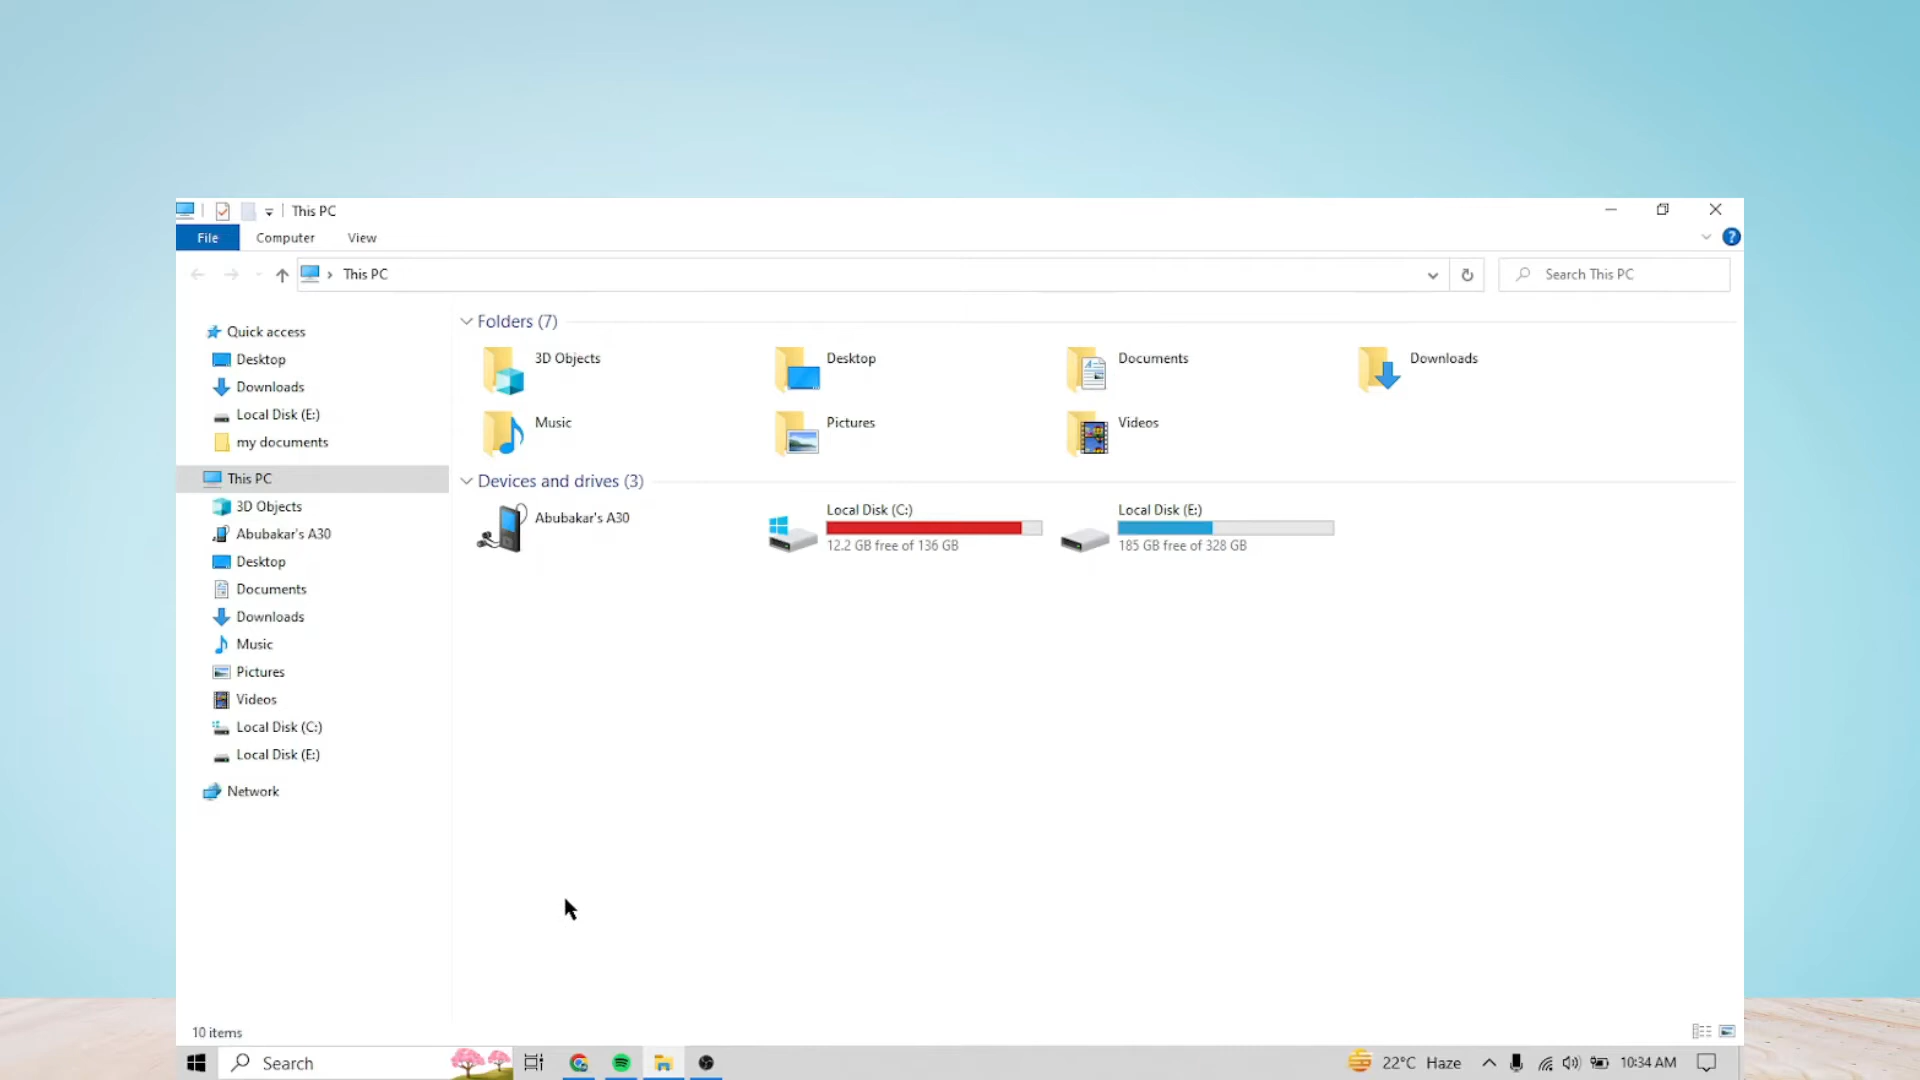 This PC
File Computer View
This PC
Search This PC
Quick access
Desktop
Downloads
Local Disk (E:)
my documents
This PC
3D Objects
Abubakar's A30
Desktop
Documents
Downloads
Music
Pictures
Videos
Local Disk (C:)
Local Disk (E:)
Network
Folders (7)
3D Objects
Desktop
Documents
Downloads
Music
Pictures
Videos
Devices and drives (3)
Abubakar's A30
Local Disk (C:)
12.2 GB free of 136 GB
Local Disk (E:)
185 GB free of 328 GB
10 items
Search
22°C Haze
10:34 AM